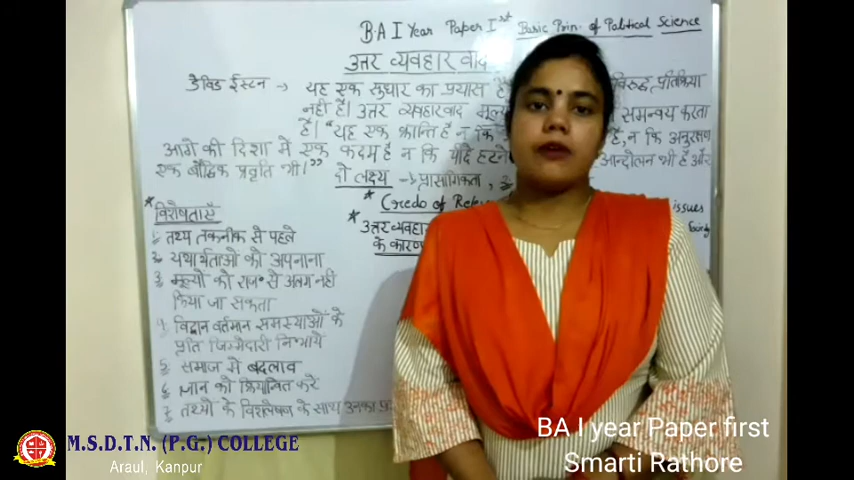 B.A I Year Paper Ist Basic Prin. of Political Science
उत्तर व्यवहारवाद
डेविड ईस्टन → यह एक सुधार का प्रयास है विरुद्ध प्रतिक्रिया
नहीं है। उत्तर व्यवहारवाद समन्वय करता
है। "यह एक क्रान्ति है न कि है, न कि अनुरक्षण
आगे की दिशा में एक कदम है न कि पीछे हटने आन्दोलन भी है और
एक बौद्धिक प्रवृति भी।"
दो लक्ष्य → प्रासंगिकता,
* Credo of issues
* उत्तर व्यवहा Society
के कारण
* विशेषताएँ
1 तथ्य तकनीक से पहले
2 यथार्थताओं को अपनाना
3 मूल्यों को राज॰ से अलग नहीं
किया जा सकता
4 विद्वान वर्तमान समस्याओं के
प्रति जिम्मेदारी निभाये
5 समाज में बदलाव
6 ज्ञान को क्रियान्वित करें
7 तथ्यों के विश्लेषण के साथ उनका
BA I year Paper first
Smarti Rathore
M.S.D.T.N. (P.G.) COLLEGE
Araul, Kanpur